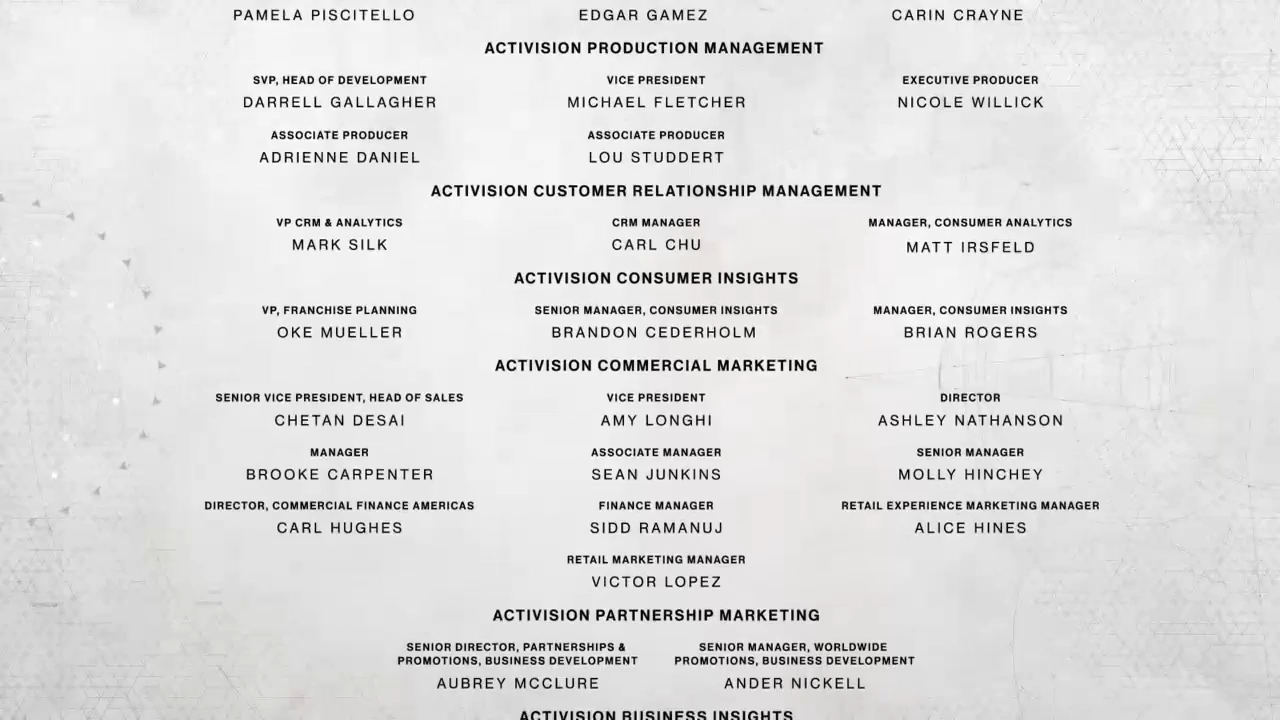 PAMELA PISCITELLO EDGAR GAMEZ CARIN CRAYNE
ACTIVISION PRODUCTION MANAGEMENT
SVP, HEAD OF DEVELOPMENT VICE PRESIDENT EXECUTIVE PRODUCER
DARRELL GALLAGHER MICHAEL FLETCHER NICOLE WILLICK
ASSOCIATE PRODUCER ASSOCIATE PRODUCER
ADRIENNE DANIEL LOU STUDDERT
ACTIVISION CUSTOMER RELATIONSHIP MANAGEMENT
VP CRM & ANALYTICS CRM MANAGER MANAGER, CONSUMER ANALYTICS
MARK SILK CARL CHU MATT IRSFELD
ACTIVISION CONSUMER INSIGHTS
VP, FRANCHISE PLANNING SENIOR MANAGER, CONSUMER INSIGHTS MANAGER, CONSUMER INSIGHTS
OKE MUELLER BRANDON CEDERHOLM BRIAN ROGERS
ACTIVISION COMMERCIAL MARKETING
SENIOR VICE PRESIDENT, HEAD OF SALES VICE PRESIDENT DIRECTOR
CHETAN DESAI AMY LONGHI ASHLEY NATHANSON
MANAGER ASSOCIATE MANAGER SENIOR MANAGER
BROOKE CARPENTER SEAN JUNKINS MOLLY HINCHEY
DIRECTOR, COMMERCIAL FINANCE AMERICAS FINANCE MANAGER RETAIL EXPERIENCE MARKETING MANAGER
CARL HUGHES SIDD RAMANUJ ALICE HINES
RETAIL MARKETING MANAGER
VICTOR LOPEZ
ACTIVISION PARTNERSHIP MARKETING
SENIOR DIRECTOR, PARTNERSHIPS & SENIOR MANAGER, WORLDWIDE
PROMOTIONS, BUSINESS DEVELOPMENT PROMOTIONS, BUSINESS DEVELOPMENT
AUBREY MCCLURE ANDER NICKELL
ACTIVISION BUSINESS INSIGHTS